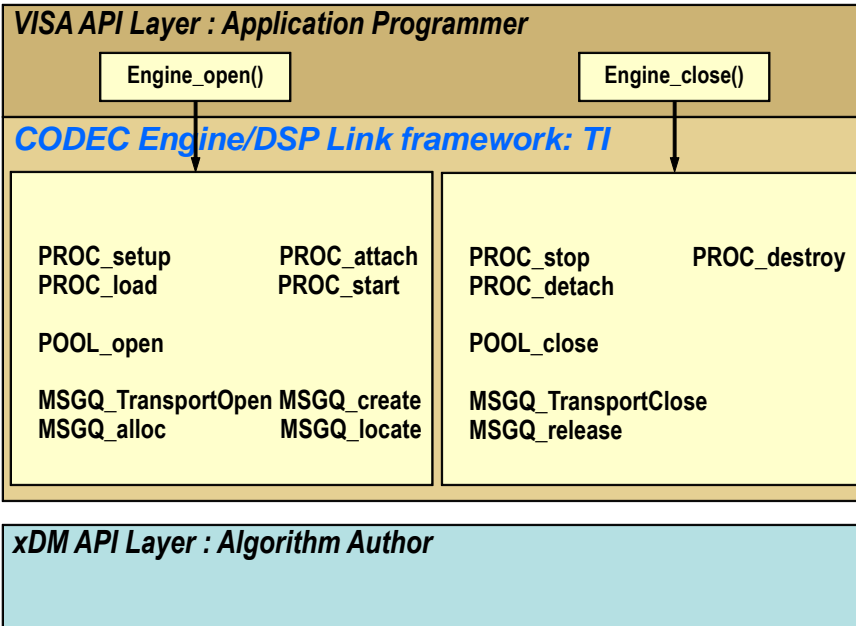 VISA API Layer : Application Programmer
Engine_open()
Engine_close()
CODEC Engine/DSP Link framework: TI
PROC_setup PROC_attach
PROC_load PROC_start
POOL_open
MSGQ_TransportOpen MSGQ_create
MSGQ_alloc MSGQ_locate
PROC_stop PROC_destroy
PROC_detach
POOL_close
MSGQ_TransportClose
MSGQ_release
xDM API Layer : Algorithm Author